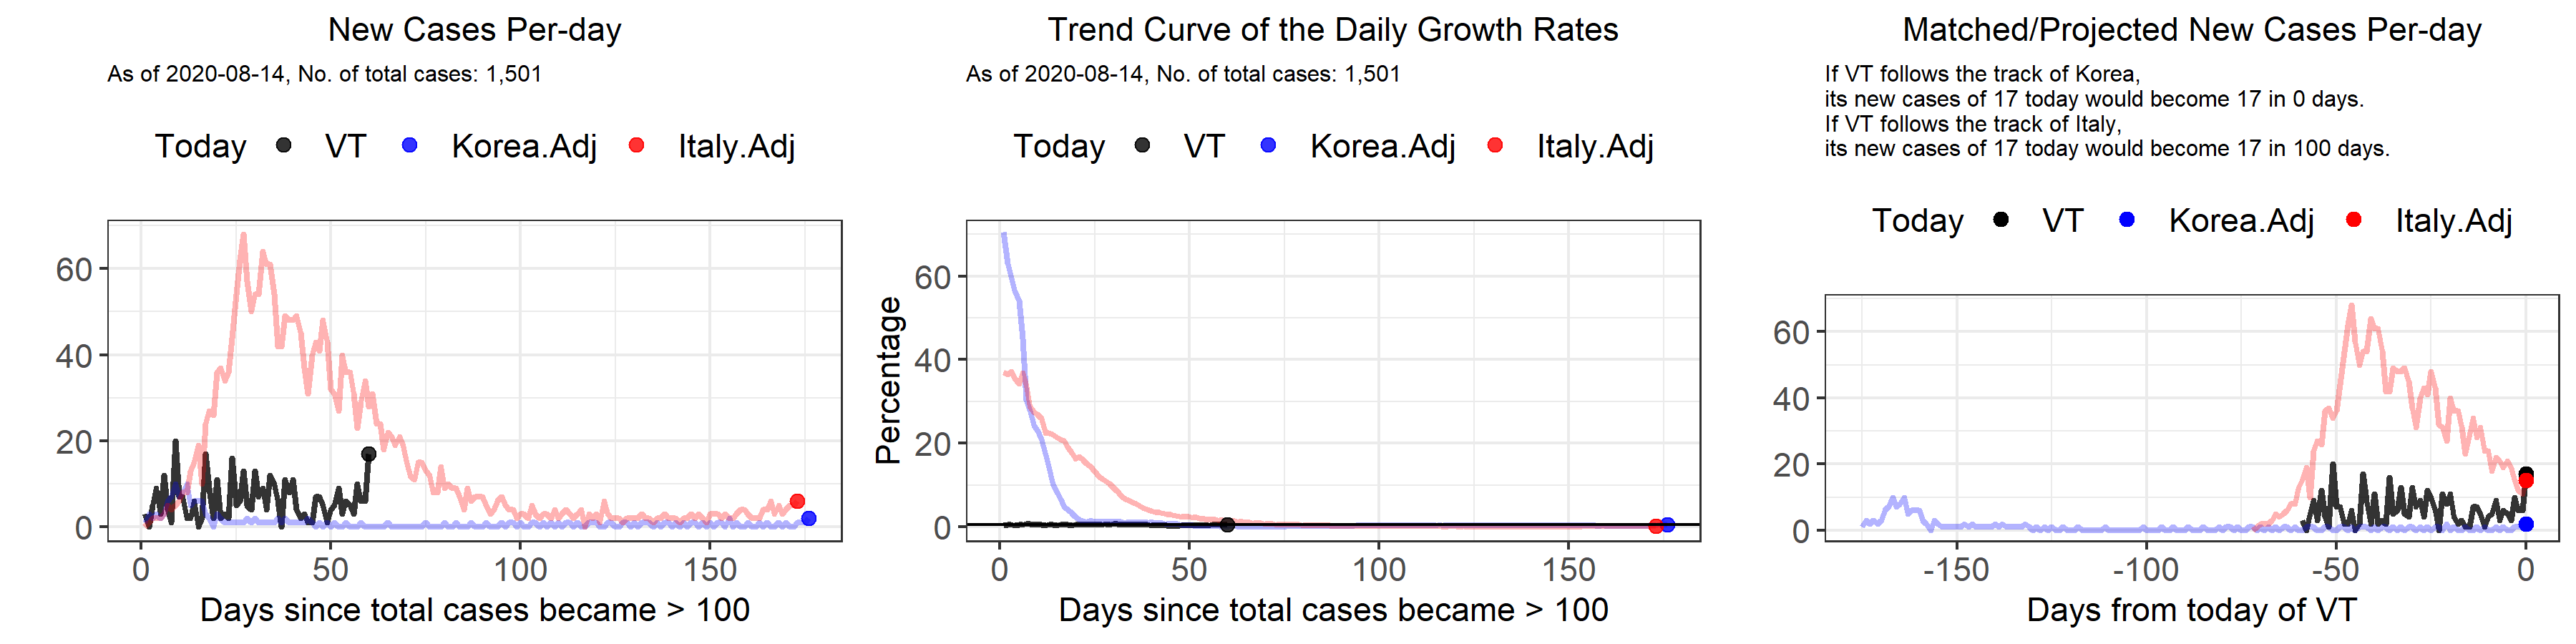 New Cases Per-day
As of 2020-08-14, No. of total cases: 1,501
Today VT Korea.Adj Italy.Adj
60
40
20
0
0 50 100 150
Days since total cases became > 100
Trend Curve of the Daily Growth Rates
As of 2020-08-14, No. of total cases: 1,501
Today VT Korea.Adj Italy.Adj
Percentage
60
40
20
0
0 50 100 150
Days since total cases became > 100
Matched/Projected New Cases Per-day
If VT follows the track of Korea,
its new cases of 17 today would become 17 in 0 days.
If VT follows the track of Italy,
its new cases of 17 today would become 17 in 100 days.
Today VT Korea.Adj Italy.Adj
60
40
20
0
-150 -100 -50 0
Days from today of VT